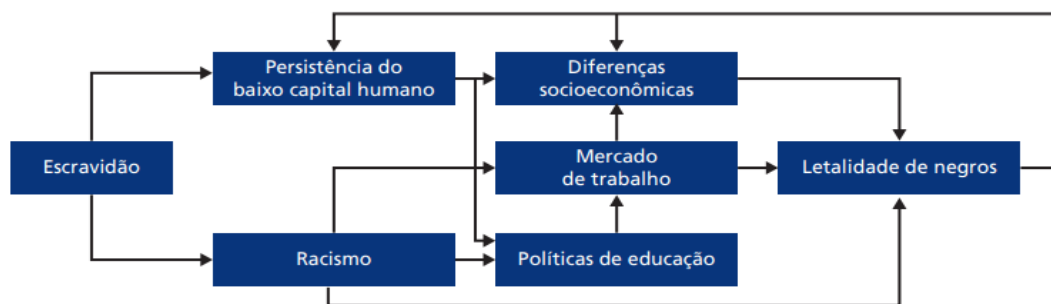 Persistência do
baixo capital humano
Diferenças
socioeconômicas
Escravidão
Mercado
de trabalho
Letalidade de negros
Racismo
Políticas de educação